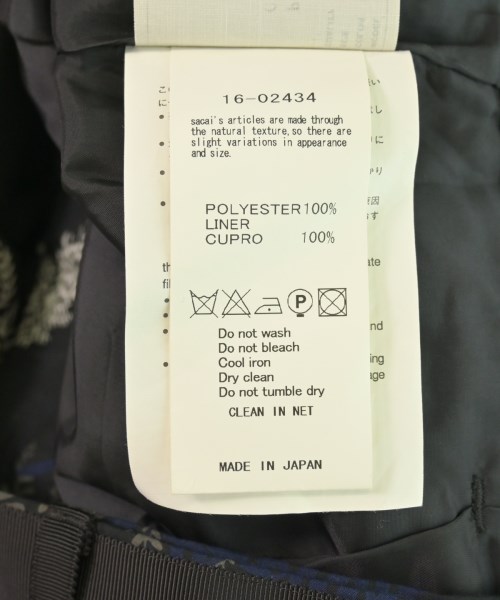 16-02434
sacai's articles are made through
the natural texture, so there are
slight variations in appearance
and size.
POLYESTER 100%
LINER
CUPRO 100%
P
Do not wash
Do not bleach
Cool iron
Dry clean
Do not tumble dry
CLEAN IN NET
MADE IN JAPAN